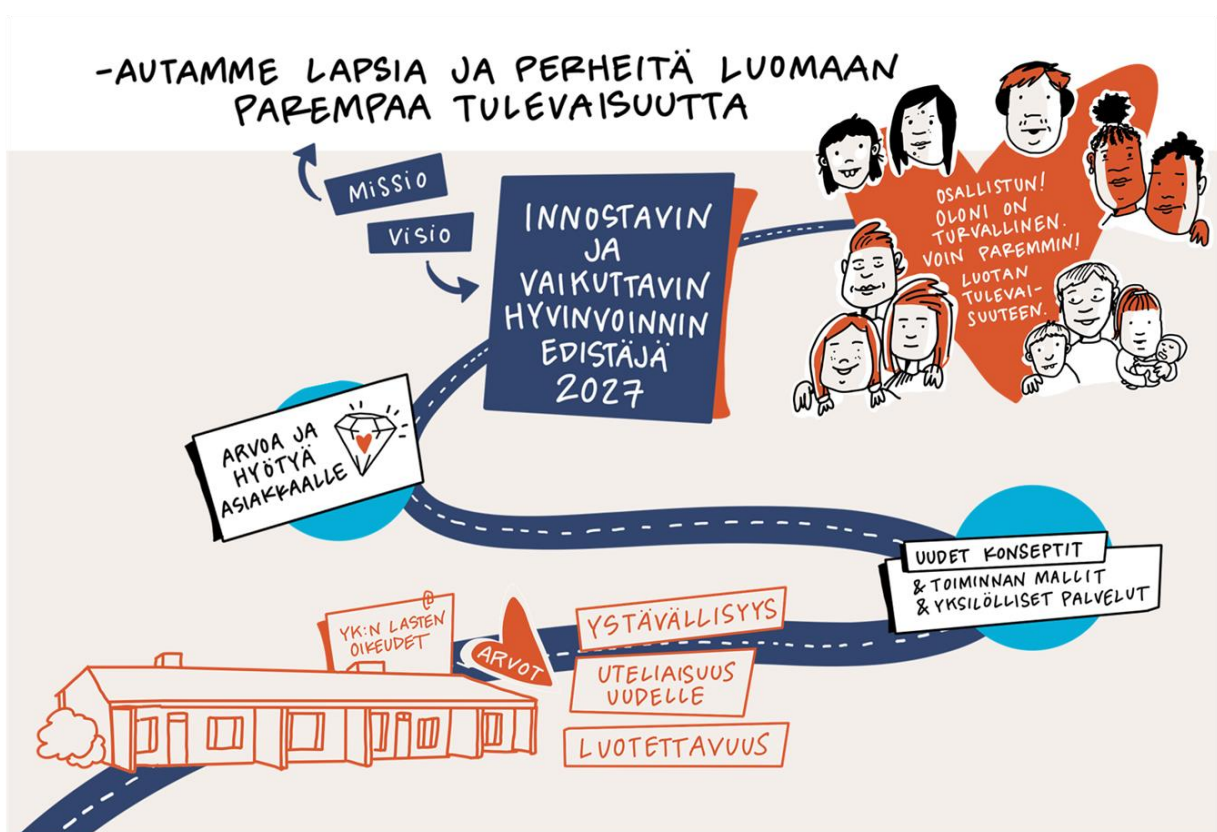 -AUTAMME LAPSIA JA PERHEITÄ LUOMAAN
PAREMPAA TULEVAISUUTTA
MISSIO
VISIO
INNOSTAVIN
JA
VAIKUTTAVIN
HYVINVOINNIN
EDISTÄJÄ
2027
OSALLISTUN!
OLONI ON
TURVALLINEN.
VOIN PAREMMIN!
LUOTAN
TULEVAI-
SUUTEEN.
ARVOA JA
HYÖTYÄ
ASIAKKAALLE
UUDET KONSEPTIT
& TOIMINNAN MALLIT
& YKSILÖLLISET PALVELUT
@
YK:N LASTEN
OIKEUDET
ARVOT
YSTÄVÄLLISYYS
UTELIAISUUS
UUDELLE
LUOTETTAVUUS